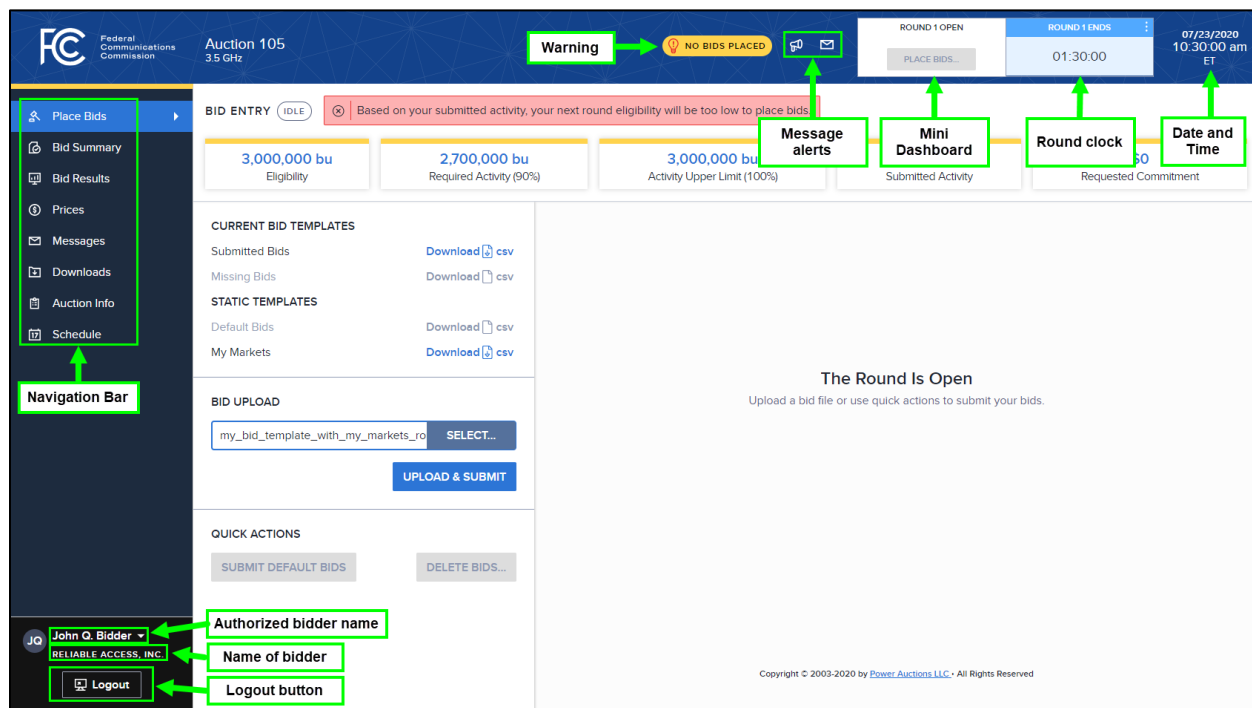 Federal
Communications
Commission
Auction 105
3.5 GHz
Warning
NO BIDS PLACED
ROUND 1 OPEN
PLACE BIDS...
ROUND 1 ENDS
01:30:00
07/23/2020
10:30:00 am
ET
Message
alerts
Mini
Dashboard
Round clock
Date and
Time
Place Bids
Bid Summary
Bid Results
Prices
Messages
Downloads
Auction Info
Schedule
Navigation Bar
BID ENTRY
IDLE
Based on your submitted activity, your next round eligibility will be too low to place bids
3,000,000 bu
Eligibility
2,700,000 bu
Required Activity (90%)
3,000,000 bu
Activity Upper Limit (100%)
Submitted Activity
Requested Commitment
CURRENT BID TEMPLATES
Submitted Bids Download csv
Missing Bids Download csv
STATIC TEMPLATES
Default Bids Download csv
My Markets Download csv
BID UPLOAD
my_bid_template_with_my_markets_ro
SELECT...
UPLOAD & SUBMIT
QUICK ACTIONS
SUBMIT DEFAULT BIDS
DELETE BIDS...
The Round Is Open
Upload a bid file or use quick actions to submit your bids.
JQ
John Q. Bidder
RELIABLE ACCESS, INC.
Logout
Authorized bidder name
Name of bidder
Logout button
Copyright © 2003-2020 by Power Auctions LLC · All Rights Reserved